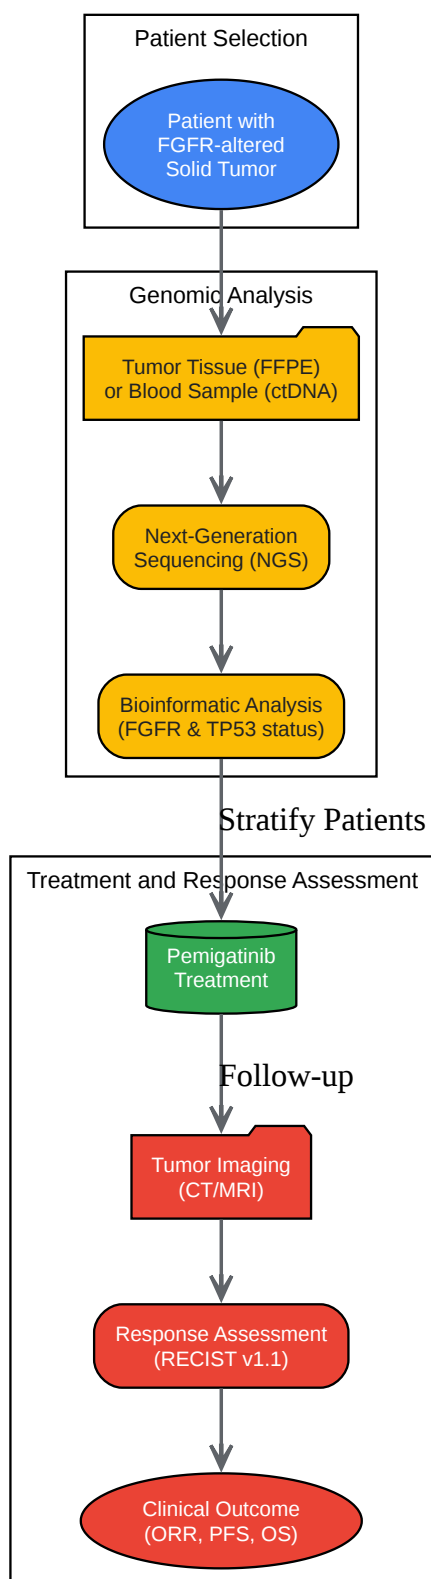 Patient Selection
Patient with
FGFR-altered
Solid Tumor
Genomic Analysis
Tumor Tissue (FFPE)
or Blood Sample (ctDNA)
Next-Generation
Sequencing (NGS)
Bioinformatic Analysis
(FGFR & TP53 status)
Stratify Patients
Treatment and Response Assessment
Pemigatinib
Treatment
Follow-up
Tumor Imaging
(CT/MRI)
Response Assessment
(RECIST v1.1)
Clinical Outcome
(ORR, PFS, OS)